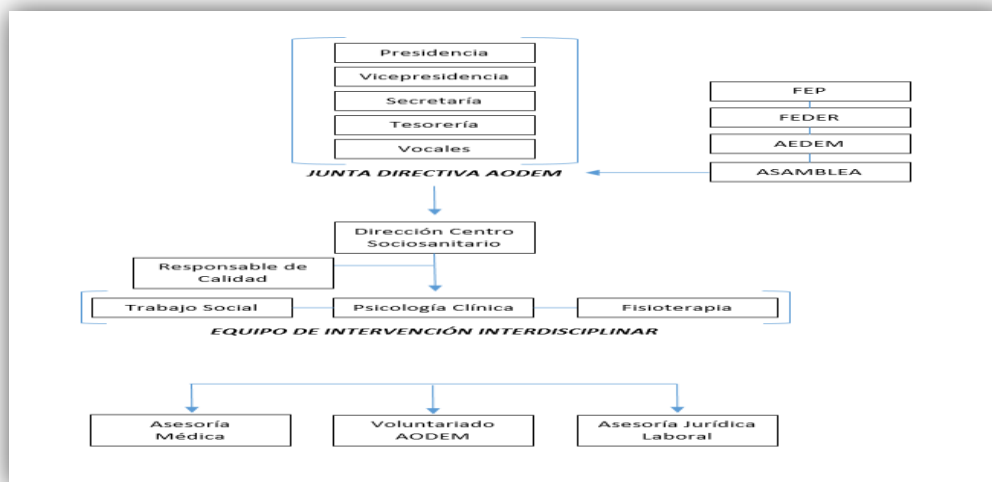 Presidencia
Vicepresidencia
Secretaría
Tesorería
Vocales
JUNTA DIRECTIVA AODEM
FEP
FEDER
AEDEM
ASAMBLEA
Dirección Centro
Sociosanitario
Responsable de
Calidad
Trabajo Social
Psicología Clínica
Fisioterapia
EQUIPO DE INTERVENCIÓN INTERDISCIPLINAR
Asesoría
Médica
Voluntariado
AODEM
Asesoría Jurídica
Laboral